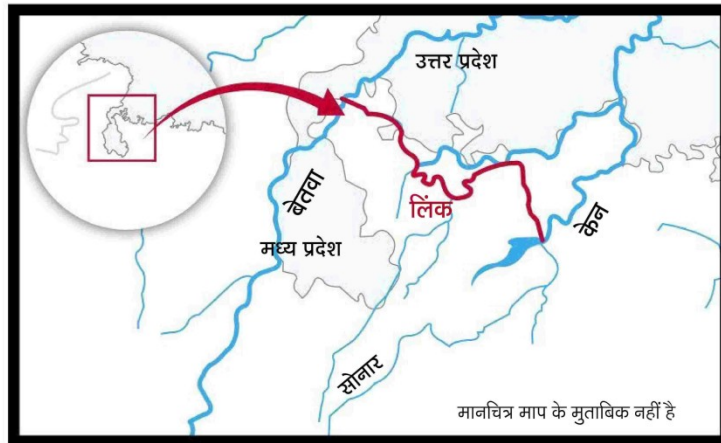 उत्तर प्रदेश
बेतवा
लिंक
केन
मध्य प्रदेश
सोनार
मानचित्र माप के मुताबिक नहीं है